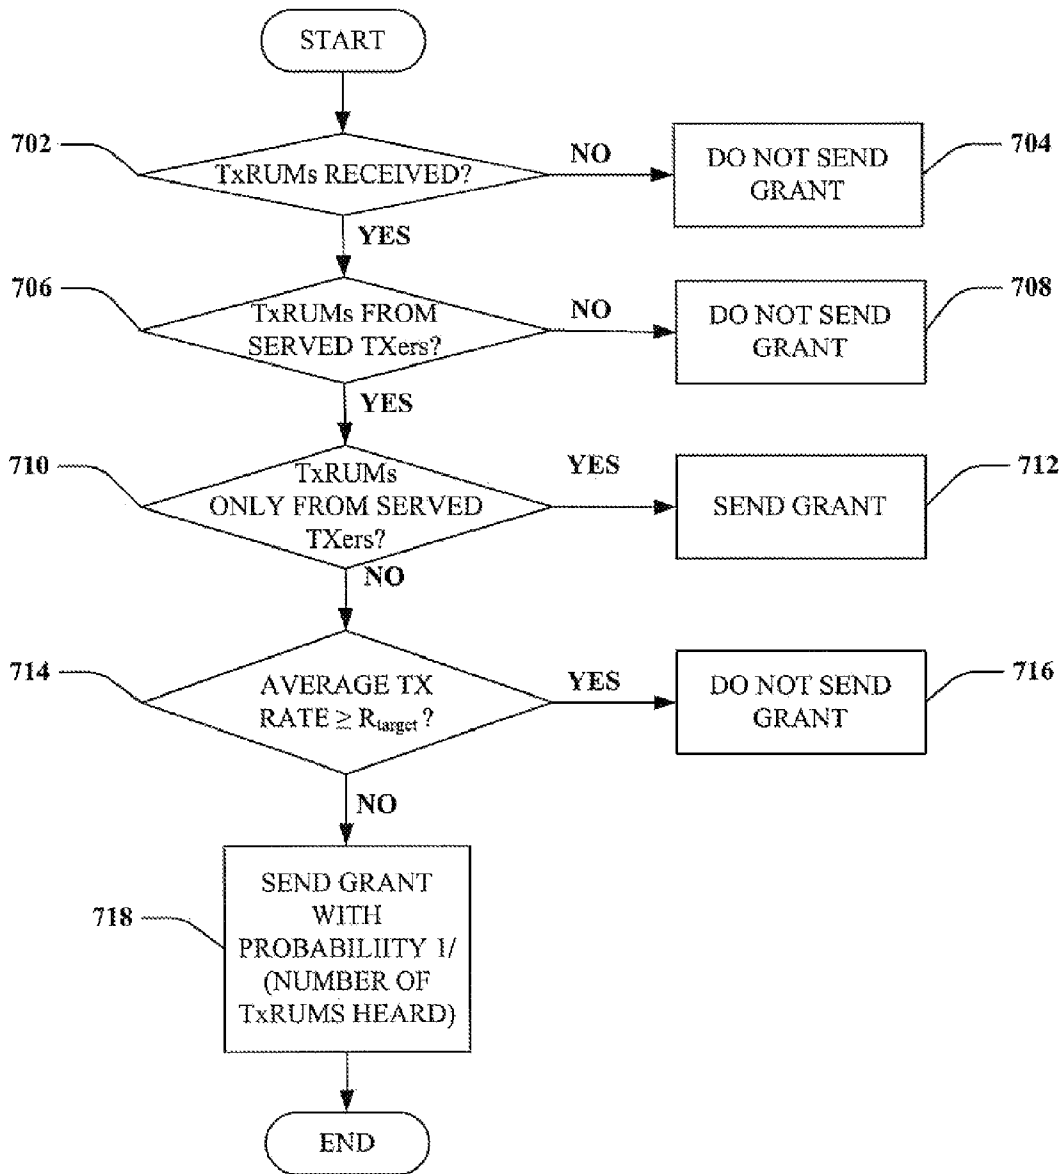 START
702
TxRUMs RECEIVED?
NO
DO NOT SEND
GRANT
704
YES
706
TxRUMs FROM
SERVED TXers?
NO
DO NOT SEND
GRANT
708
YES
710
TxRUMs
ONLY FROM SERVED
TXers?
YES
SEND GRANT
712
NO
714
AVERAGE TX
RATE ≥ Rtarget ?
YES
DO NOT SEND
GRANT
716
NO
718
SEND GRANT
WITH
PROBABILIITY 1/
(NUMBER OF
TxRUMS HEARD)
END